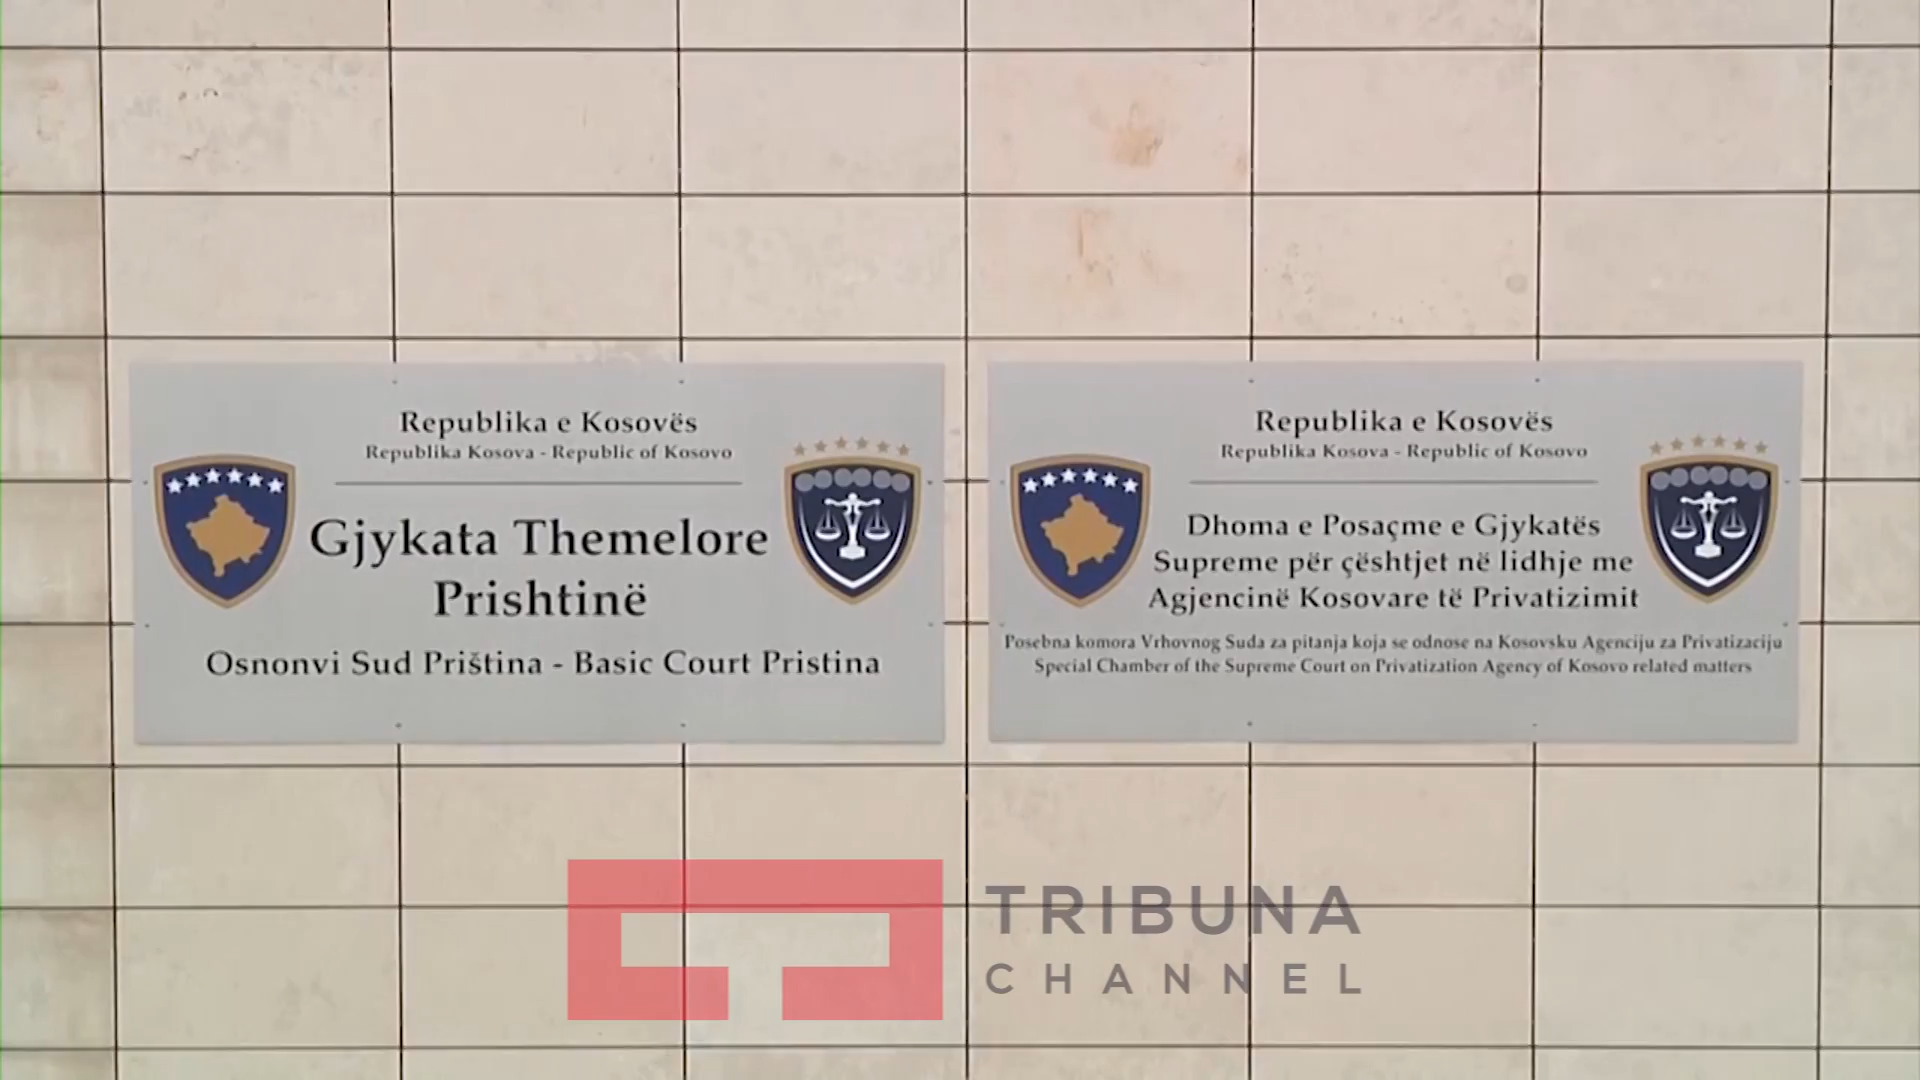 Republika e Kosovës
Republika Kosova - Republic of Kosovo
Gjykata Themelore
Prishtinë
Osnonvi Sud Priština - Basic Court Pristina
Republika e Kosovës
Republika Kosova - Republic of Kosovo
Dhoma e Posaçme e Gjykatës
Supreme për çështjet në lidhje me
Agjencinë Kosovare të Privatizimit
Posebna komora Vrhovnog Suda za pitanja koja se odnose na Kosovsku Agenciju za Privatizaciju
Special Chamber of the Supreme Court on Privatization Agency of Kosovo related matters
TRIBUNA
CHANNEL